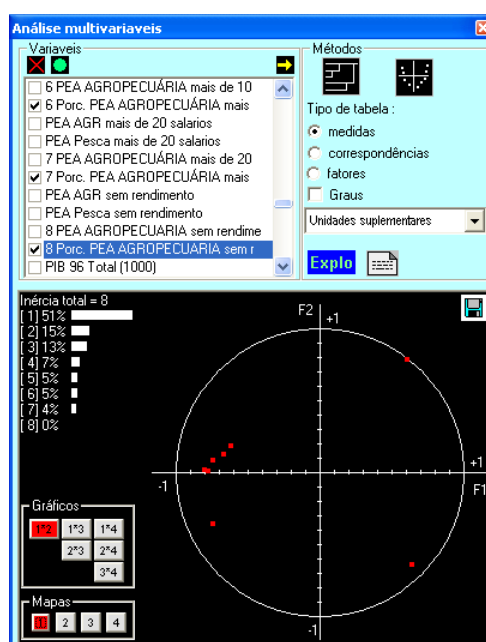 Análise multivariaveis
Variaveis
6 PEA AGROPECUÁRIA mais de 10
6 Porc. PEA AGROPECUÁRIA mais
PEA AGR mais de 20 salarios
PEA Pesca mais de 20 salarios
7 PEA AGROPECUÁRIA mais de 20
7 Porc. PEA AGROPECUÁRIA mais
PEA AGR sem rendimento
PEA Pesca sem rendimento
8 PEA AGROPECUARIA sem rendime
8 Porc. PEA AGROPECUARIA sem r
PIB 96 Total (1000)
Métodos
Tipo de tabela :
medidas
correspondências
fatores
Graus
Unidades suplementares
Explo
Inércia total = 8
[ 1] 51%
[ 2] 15%
[ 3] 13%
[ 4] 7%
[ 5] 5%
[ 6] 5%
[ 7] 4%
[ 8] 0%
F2
+1
+1
F1
-1
-1
Gráficos
1*2 1*3 1*4
2*3 2*4
3*4
Mapas
1 2 3 4